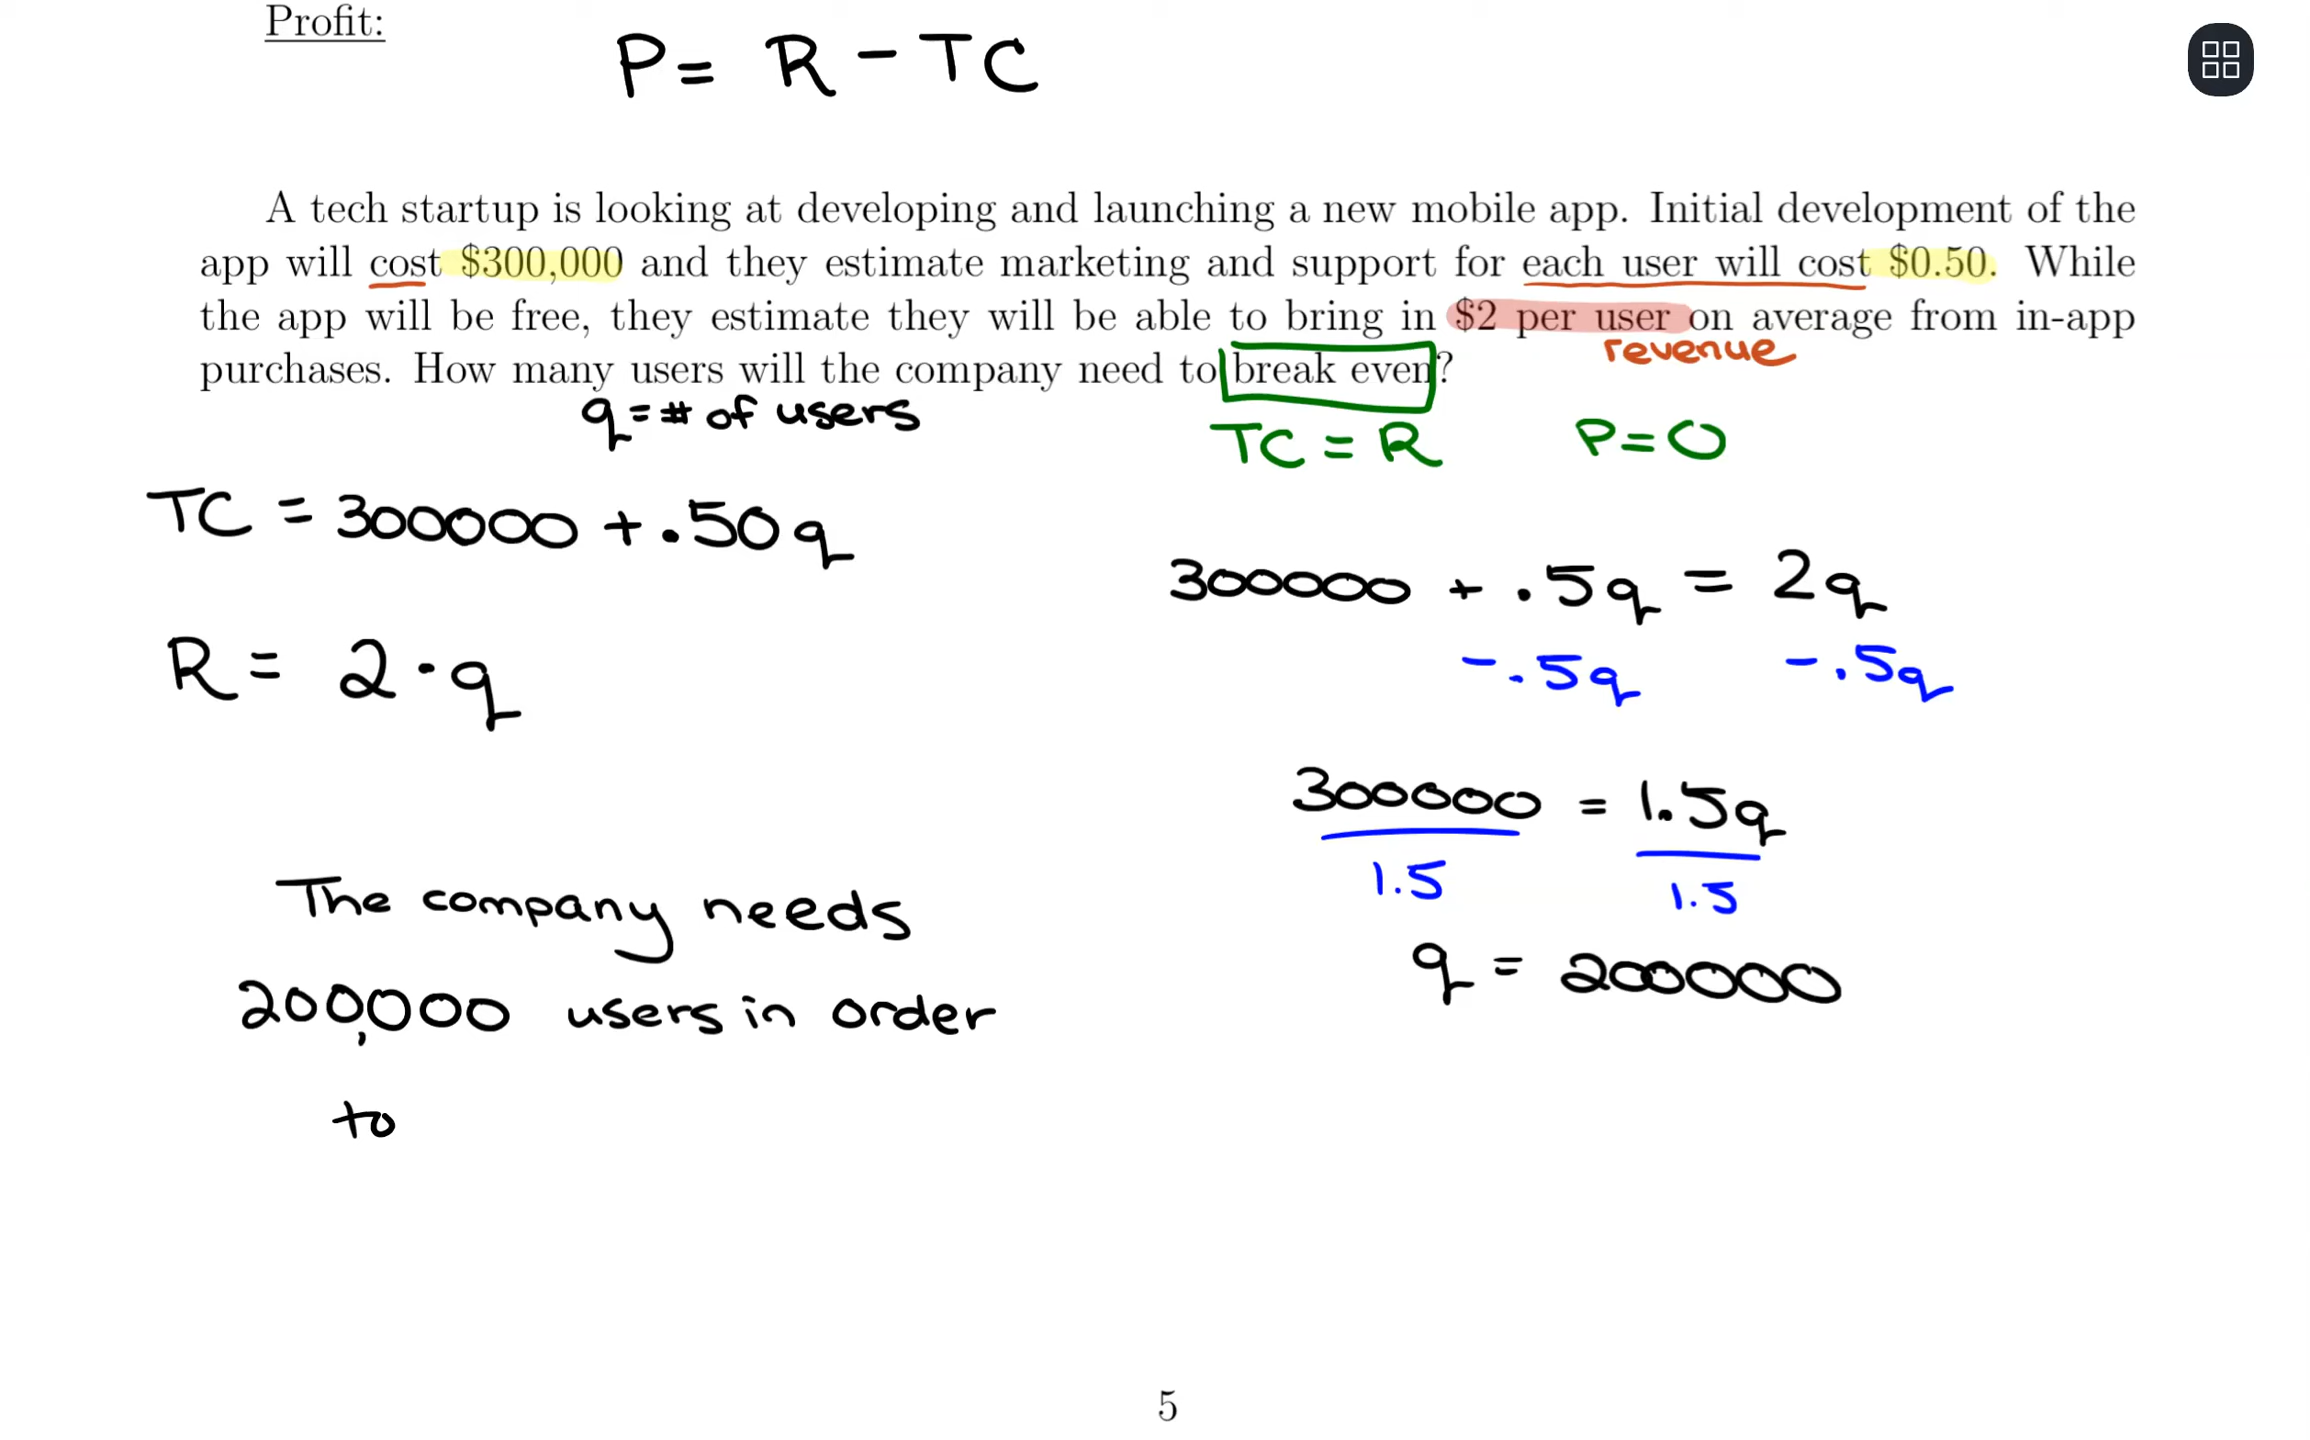 Profit:
P = R - TC
A tech startup is looking at developing and launching a new mobile app. Initial development of the
app will cost $300,000 and they estimate marketing and support for each user will cost $0.50. While
the app will be free, they estimate they will be able to bring in $2 per user on average from in-app
revenue
purchases. How many users will the company need to break even?
q = # of users
TC = R P = 0
TC = 300000 + .50q
300000 + .5q = 2q
R = 2 · q
-.5q -.5q
300000 = 1.5q
1.5 1.5
The company needs
q = 200000
200,000 users in order
to
5